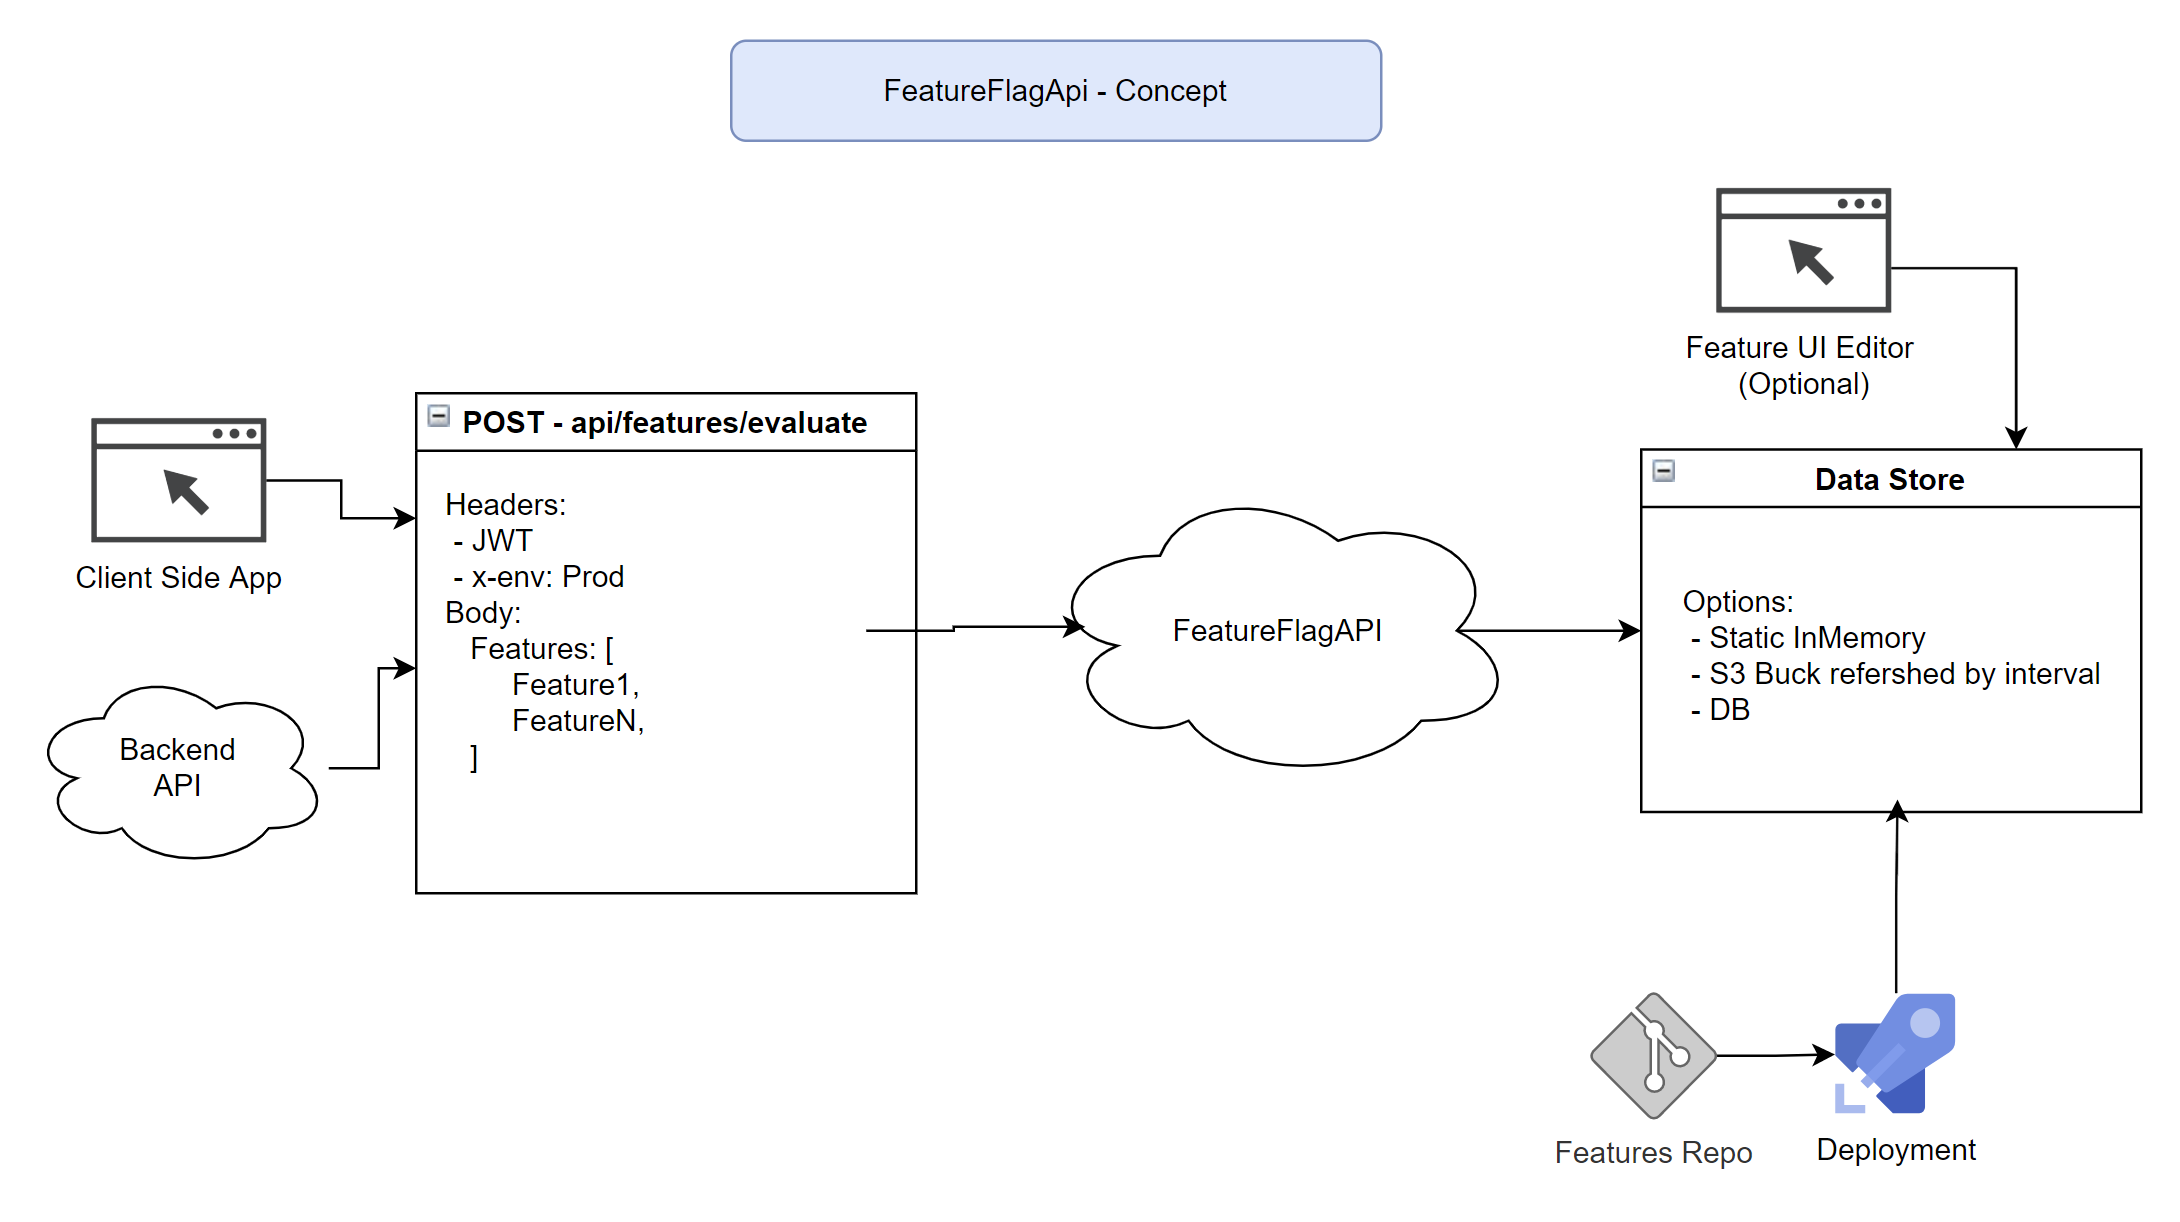 FeatureFlagApi - Concept
Feature UI Editor
(Optional)
Client Side App
Backend
API
POST - api/features/evaluate
Headers:
- JWT
- x-env: Prod
Body:
Features: [
Feature1,
FeatureN,
]
FeatureFlagAPI
Data Store
Options:
- Static InMemory
- S3 Buck refershed by interval
- DB
Features Repo
Deployment